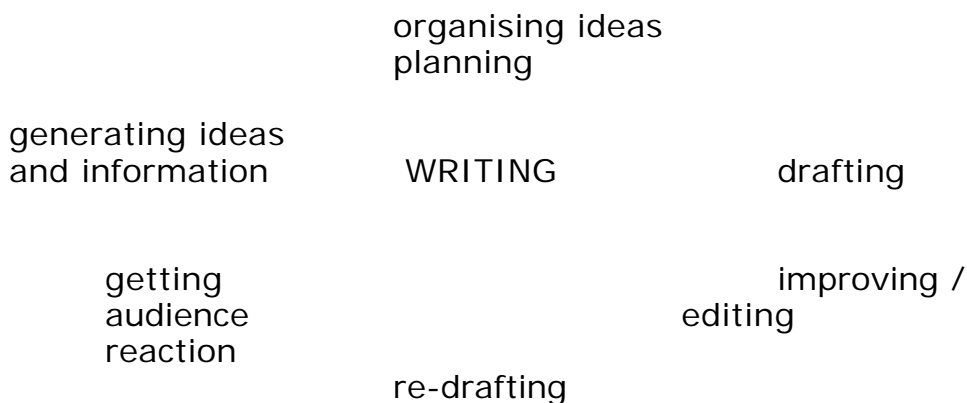 organising ideas
planning
generating ideas
and information WRITING drafting
getting improving /
audience editing
reaction
re-drafting